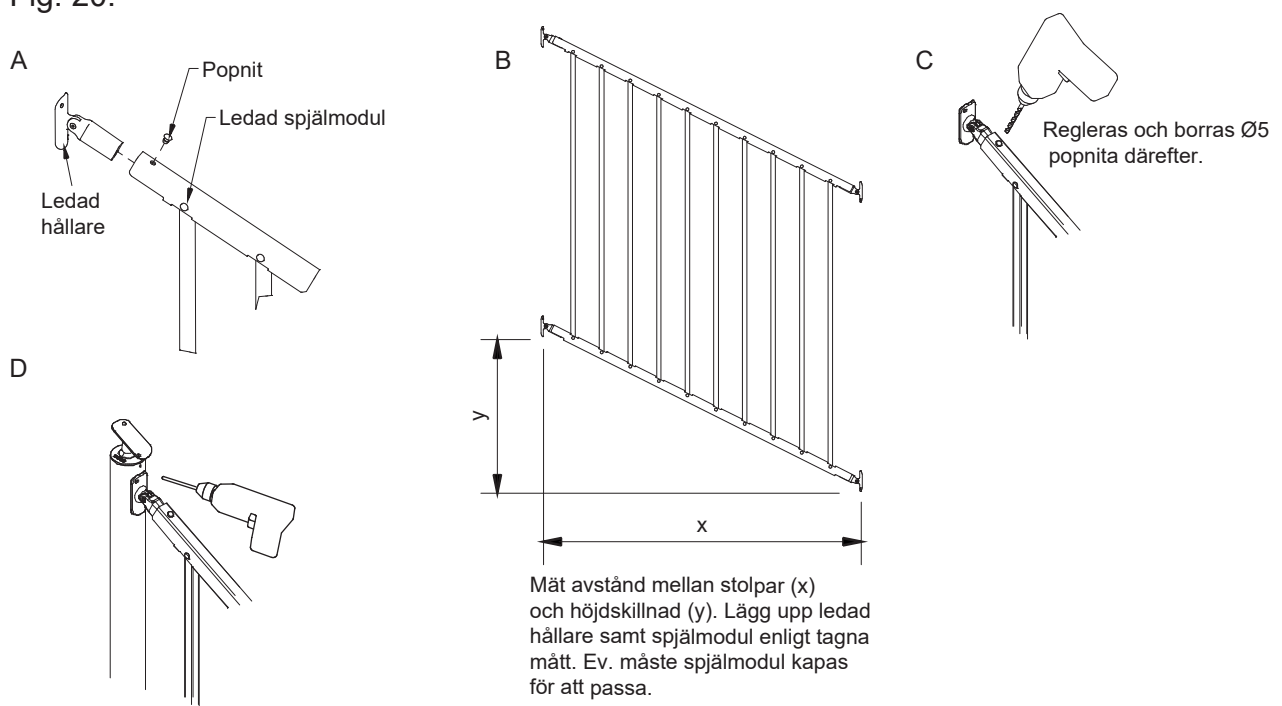 Fig. 20.
A
Popnit
Ledad spjälmodul
Ledad
hållare
B
y
x
Mät avstånd mellan stolpar (x)
och höjdskillnad (y). Lägg upp ledad
hållare samt spjälmodul enligt tagna
mått. Ev. måste spjälmodul kapas
för att passa.
C
Regleras och borras Ø5
popnita därefter.
D